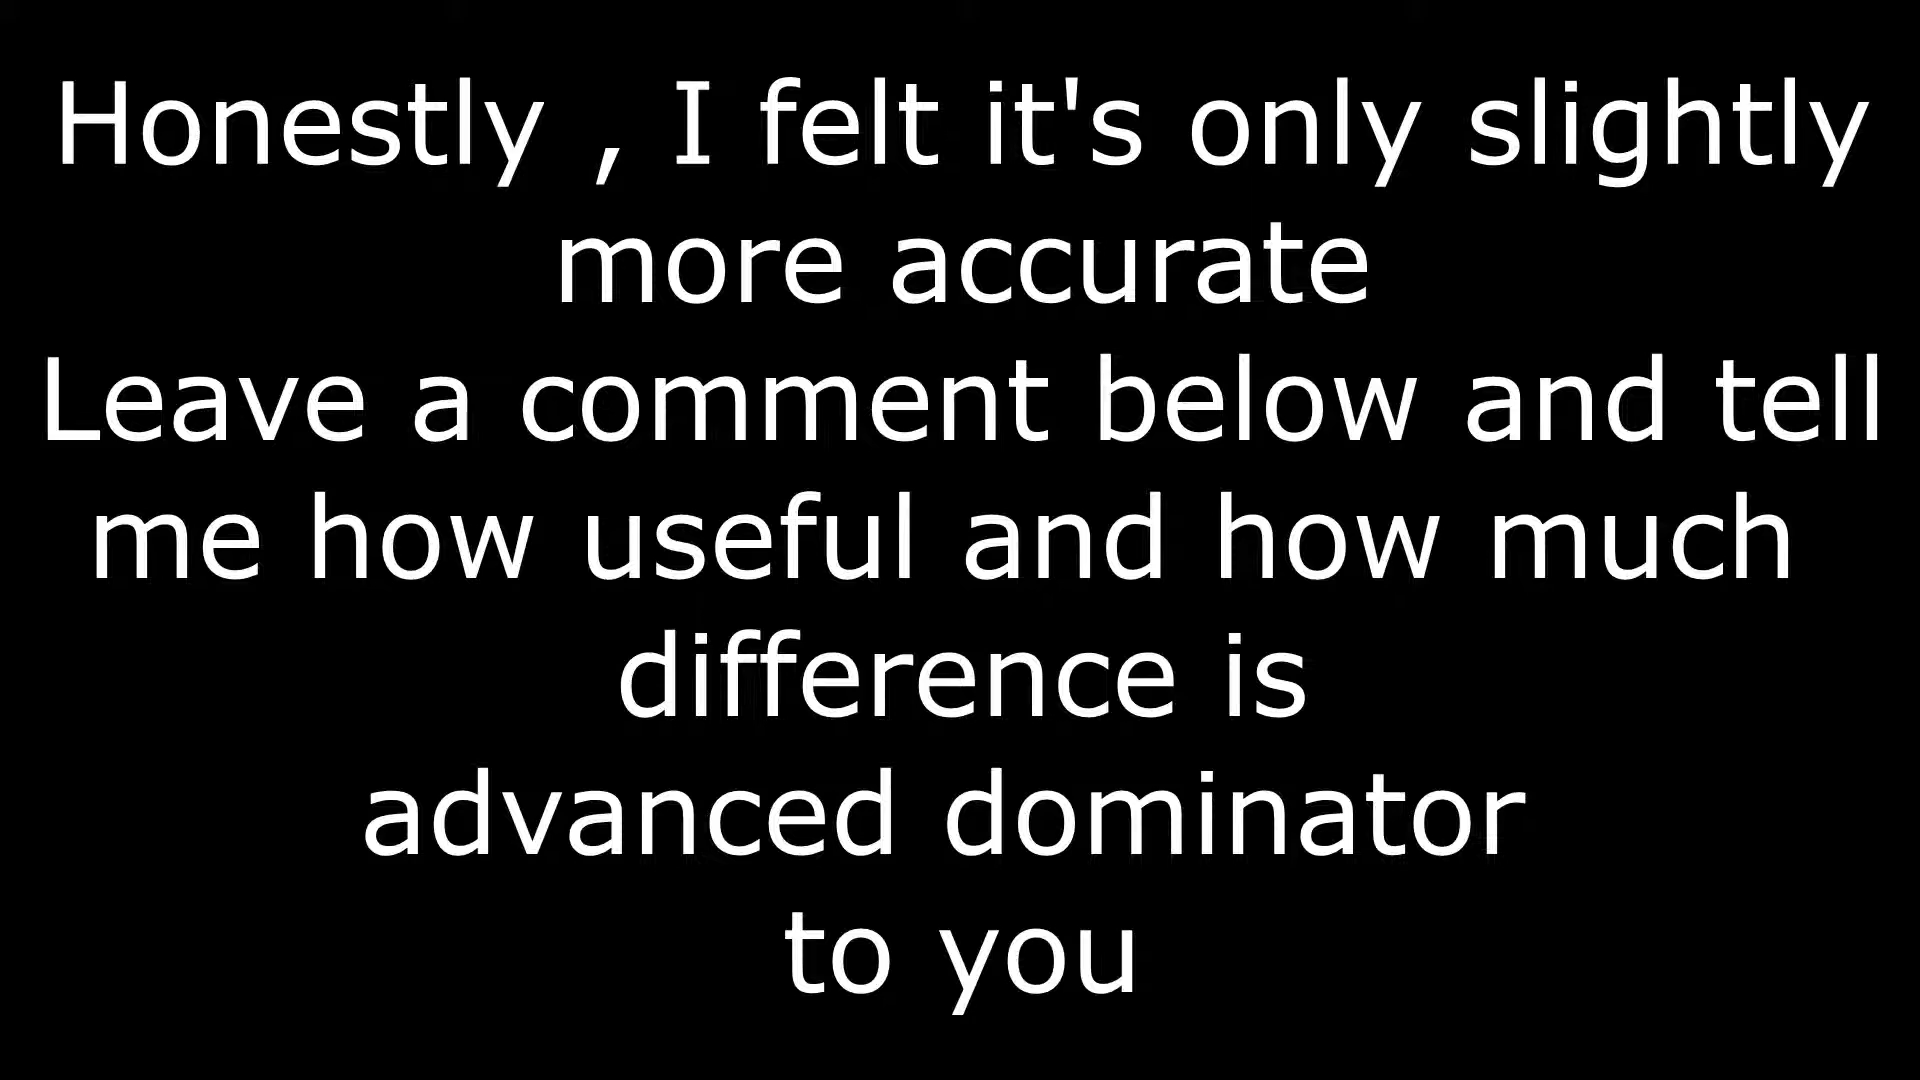 Honestly , I felt it's only slightly
more accurate
Leave a comment below and tell
me how useful and how much
difference is
advanced dominator
to you